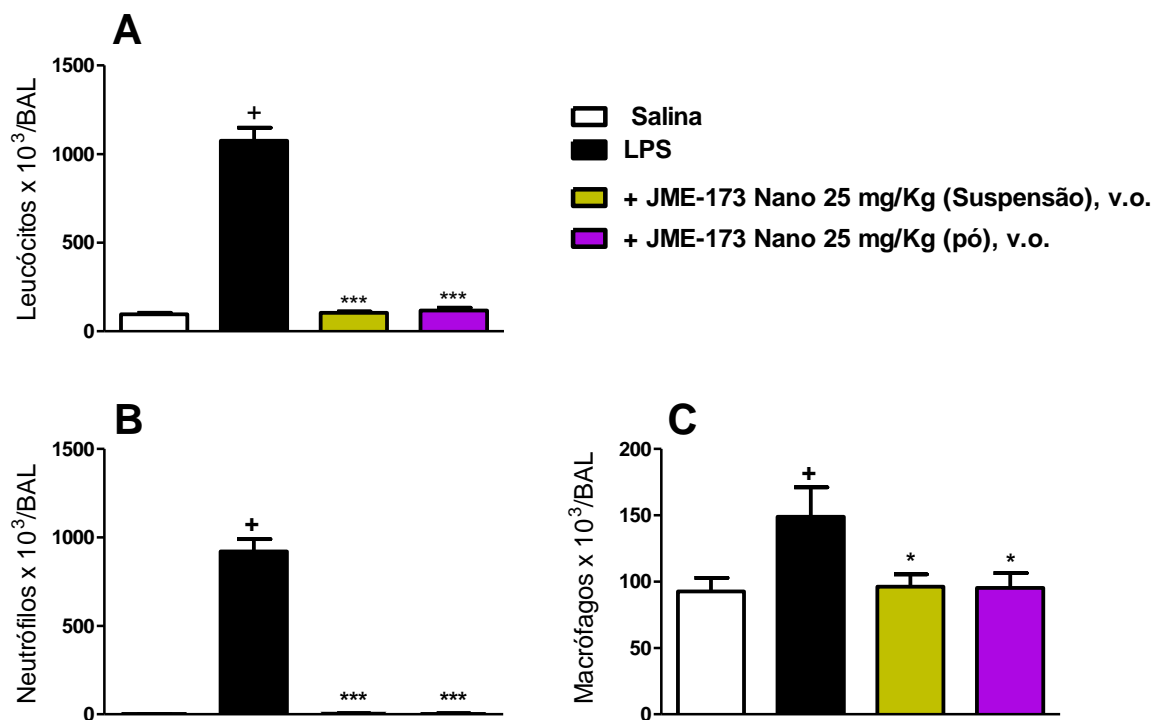 A
Leucócitos x 10³/BAL
1500
1000
500
0
+
***
***
Salina
LPS
+ JME-173 Nano 25 mg/Kg (Suspensão), v.o.
+ JME-173 Nano 25 mg/Kg (pó), v.o.
B
Neutrófilos x 10³/BAL
1500
1000
500
0
+
***
***
C
Macrófagos x 10³/BAL
200
150
100
50
0
+
*
*